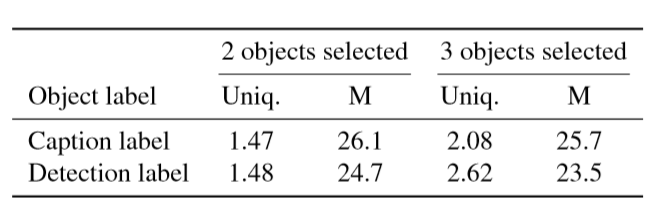 2 objects selected 3 objects selected
Object label Uniq. M Uniq. M
Caption label 1.47 26.1 2.08 25.7
Detection label 1.48 24.7 2.62 23.5